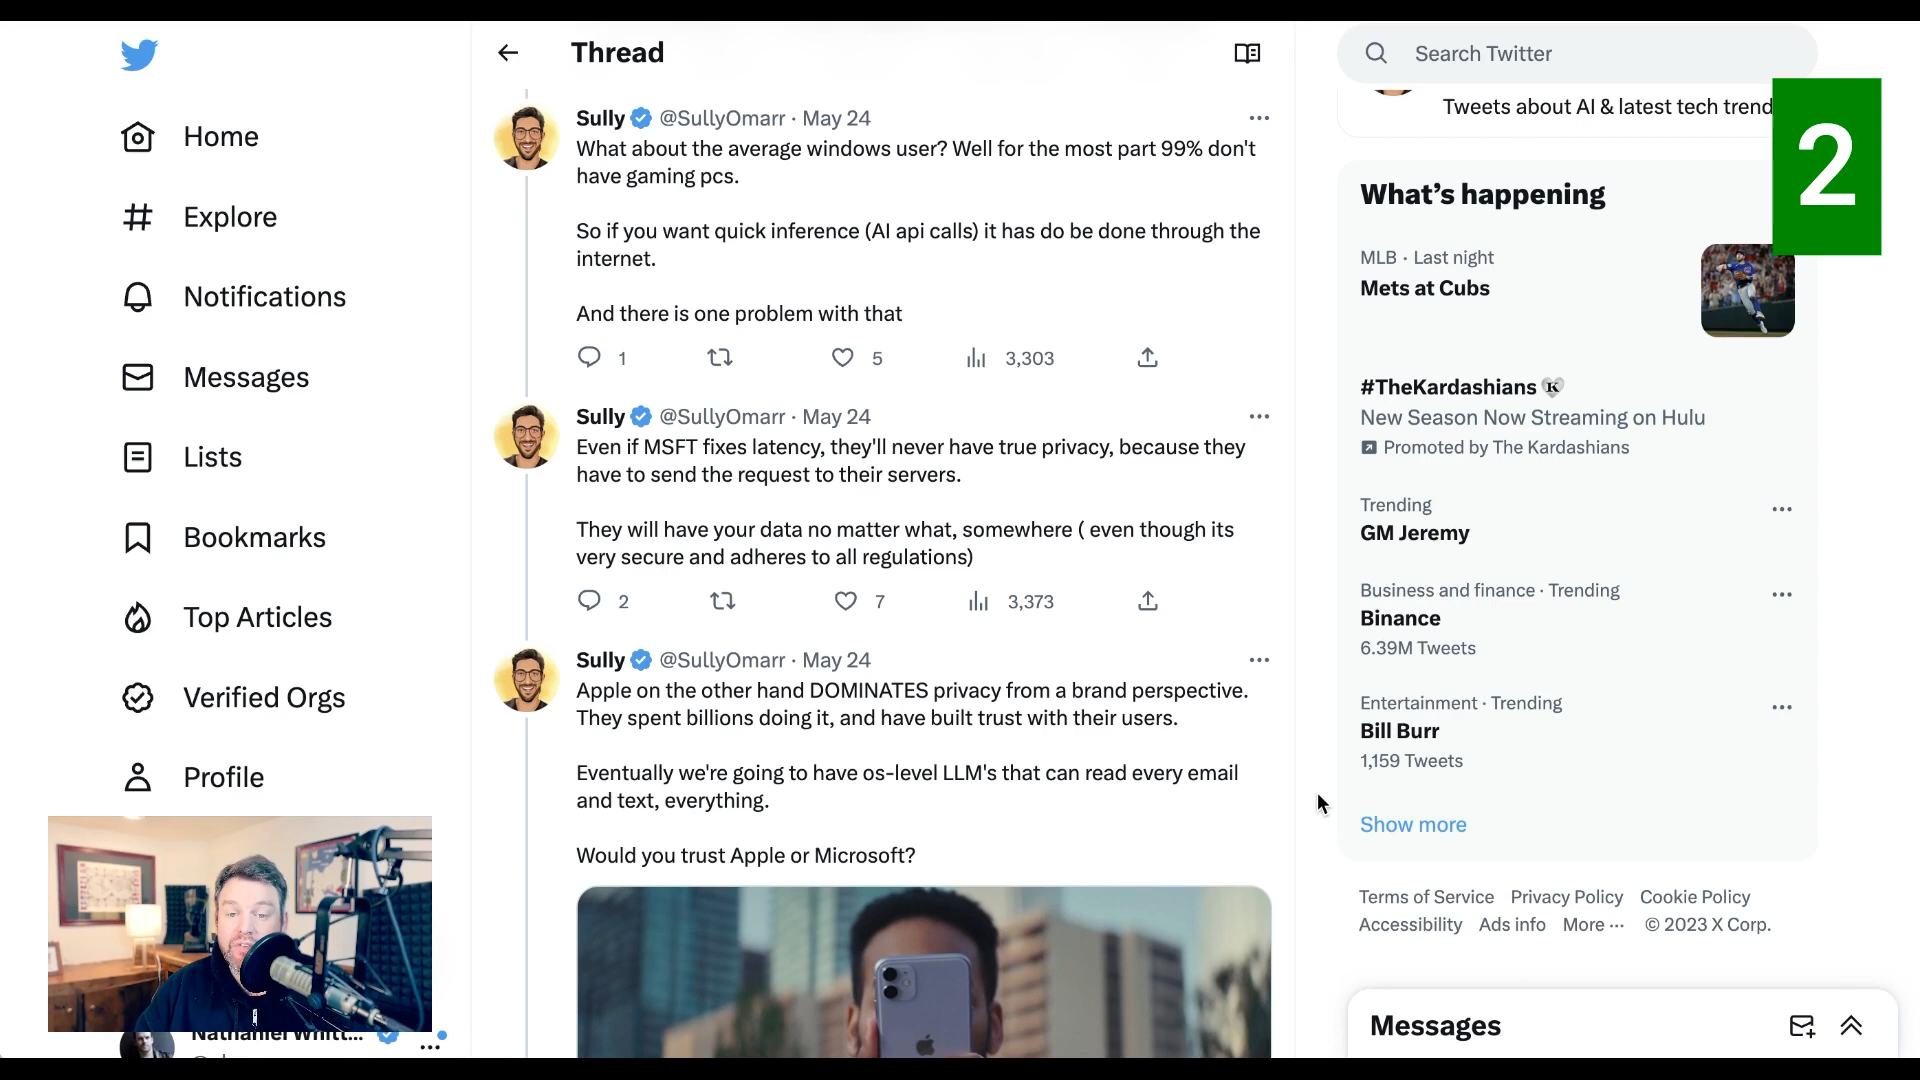 Thread
Search Twitter
Tweets about AI & latest tech trend
2
Home
Explore
Notifications
Messages
Lists
Bookmarks
Top Articles
Verified Orgs
Profile
Sully @SullyOmarr · May 24
What about the average windows user? Well for the most part 99% don't
have gaming pcs.
So if you want quick inference (AI api calls) it has do be done through the
internet.
And there is one problem with that
1 5 3,303
Sully @SullyOmarr · May 24
Even if MSFT fixes latency, they'll never have true privacy, because they
have to send the request to their servers.
They will have your data no matter what, somewhere ( even though its
very secure and adheres to all regulations)
2 7 3,373
Sully @SullyOmarr · May 24
Apple on the other hand DOMINATES privacy from a brand perspective.
They spent billions doing it, and have built trust with their users.
Eventually we're going to have os-level LLM's that can read every email
and text, everything.
Would you trust Apple or Microsoft?
What's happening
MLB · Last night
Mets at Cubs
#TheKardashians
New Season Now Streaming on Hulu
Promoted by The Kardashians
Trending
GM Jeremy
Business and finance · Trending
Binance
6.39M Tweets
Entertainment · Trending
Bill Burr
1,159 Tweets
Show more
Terms of Service Privacy Policy Cookie Policy
Accessibility Ads info More ··· © 2023 X Corp.
Messages
Nathaniel Whitt...